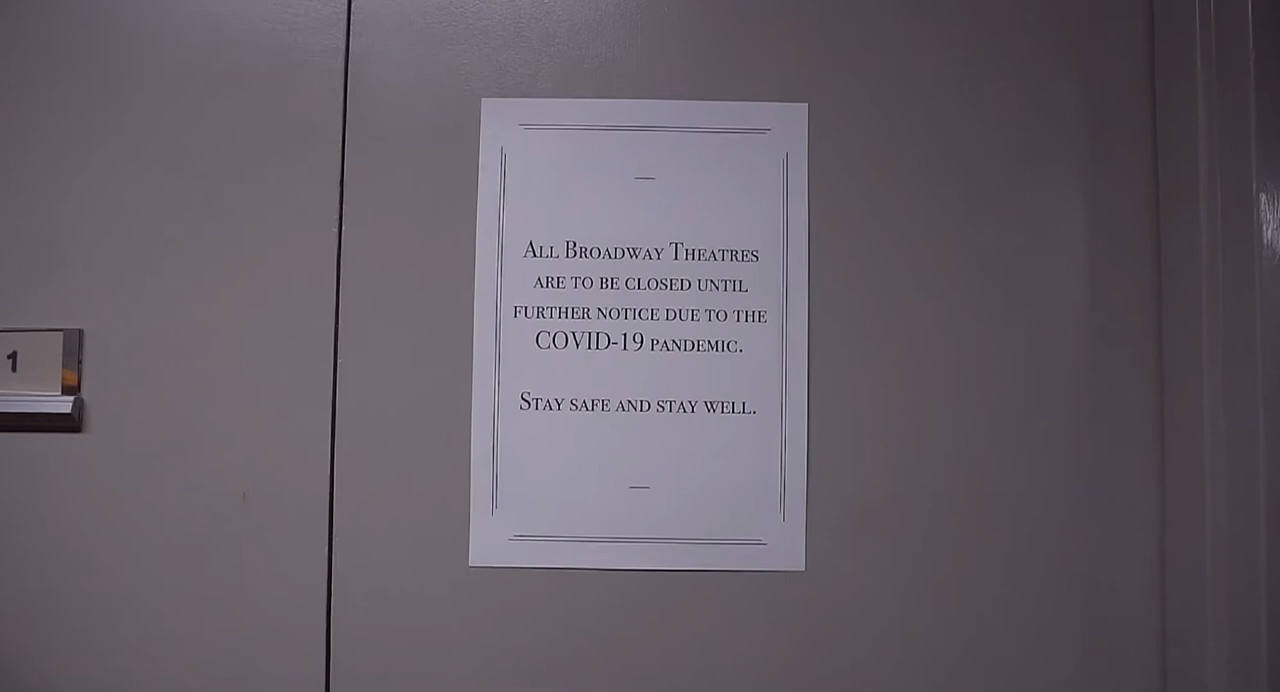 1
All Broadway Theatres
are to be closed until
further notice due to the
COVID-19 pandemic.
Stay safe and stay well.